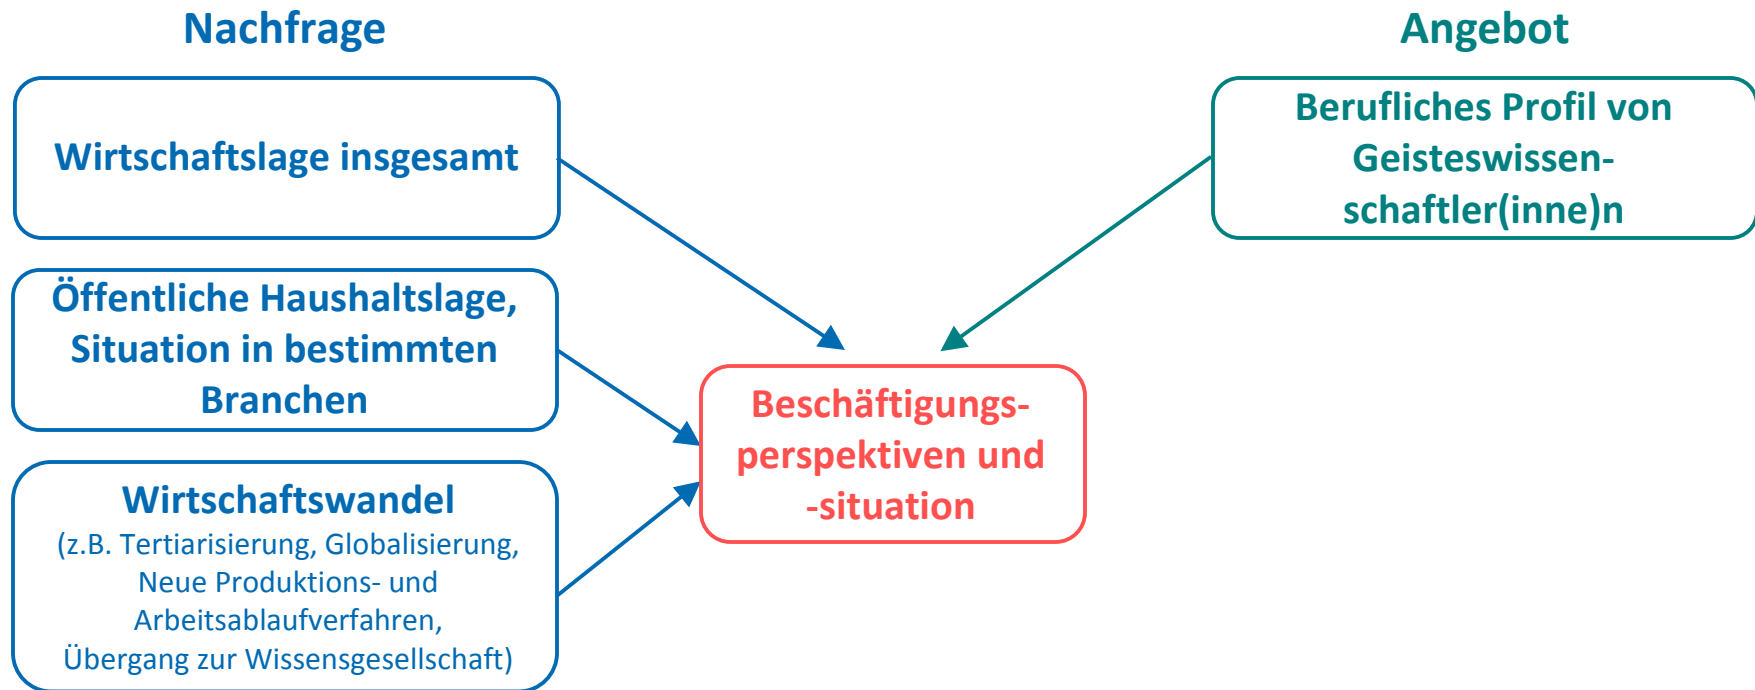 Nachfrage
Wirtschaftslage insgesamt
Öffentliche Haushaltslage,
Situation in bestimmten
Branchen
Wirtschaftswandel
(z.B. Tertiarisierung, Globalisierung,
Neue Produktions- und
Arbeitsablaufverfahren,
Übergang zur Wissensgesellschaft)
Beschäftigungs-
perspektiven und
-situation
Angebot
Berufliches Profil von
Geisteswissen-
schaftler(inne)n